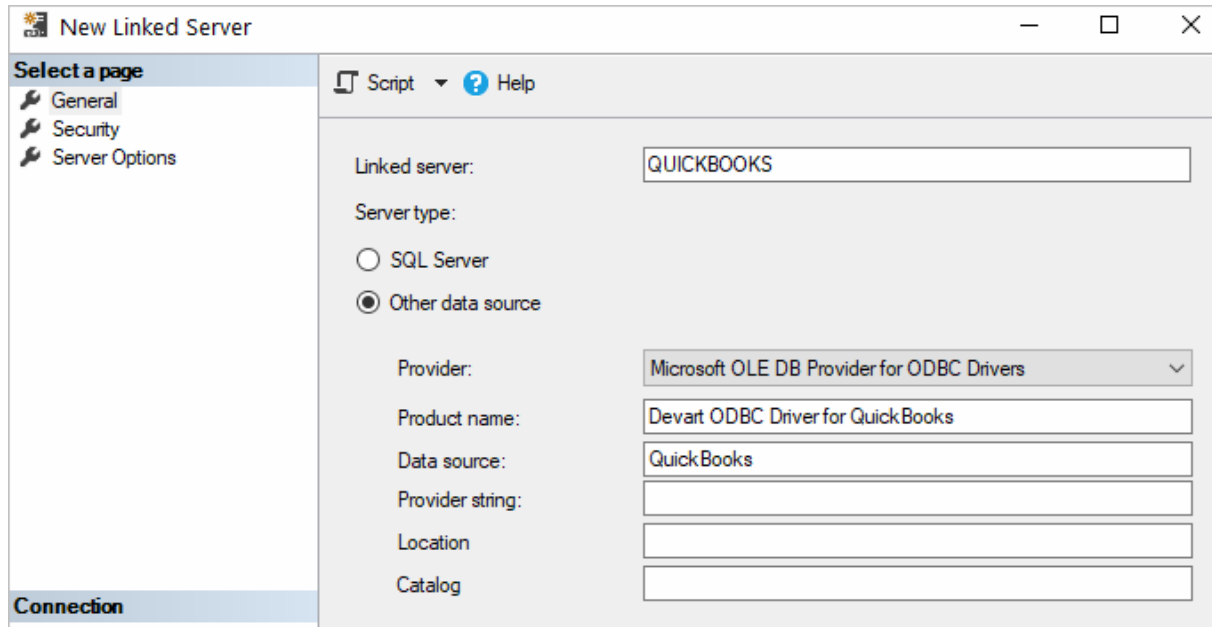 New Linked Server
Select a page
General
Security
Server Options
Connection
Script
Help
Linked server: QUICKBOOKS
Server type:
SQL Server
Other data source
Provider: Microsoft OLE DB Provider for ODBC Drivers
Product name: Devart ODBC Driver for QuickBooks
Data source: QuickBooks
Provider string:
Location
Catalog